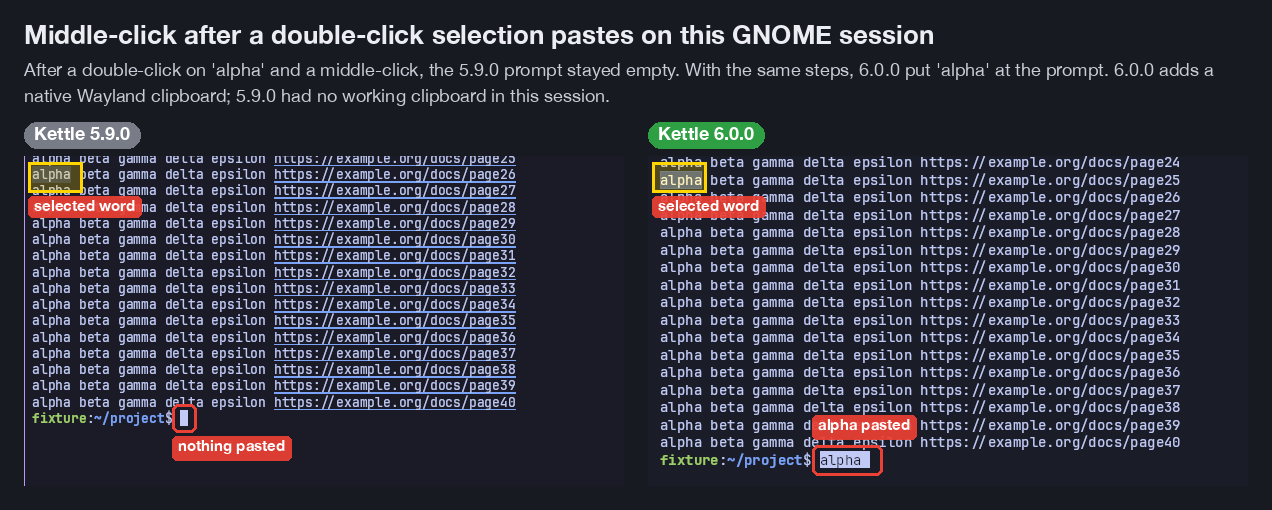 Middle-click after a double-click selection pastes on this GNOME session
After a double-click on 'alpha' and a middle-click, the 5.9.0 prompt stayed empty. With the same steps, 6.0.0 put 'alpha' at the prompt. 6.0.0 adds a
native Wayland clipboard; 5.9.0 had no working clipboard in this session.
Kettle 5.9.0
alpha beta gamma delta epsilon https://example.org/docs/page25
alpha beta gamma delta epsilon https://example.org/docs/page26
alpha beta gamma delta epsilon https://example.org/docs/page27
selected word
beta gamma delta epsilon https://example.org/docs/page28
alpha beta gamma delta epsilon https://example.org/docs/page29
alpha beta gamma delta epsilon https://example.org/docs/page30
alpha beta gamma delta epsilon https://example.org/docs/page31
alpha beta gamma delta epsilon https://example.org/docs/page32
alpha beta gamma delta epsilon https://example.org/docs/page33
alpha beta gamma delta epsilon https://example.org/docs/page34
alpha beta gamma delta epsilon https://example.org/docs/page35
alpha beta gamma delta epsilon https://example.org/docs/page36
alpha beta gamma delta epsilon https://example.org/docs/page37
alpha beta gamma delta epsilon https://example.org/docs/page38
alpha beta gamma delta epsilon https://example.org/docs/page39
alpha beta gamma delta epsilon https://example.org/docs/page40
fixture:~/project$
nothing pasted
Kettle 6.0.0
alpha beta gamma delta epsilon https://example.org/docs/page24
alpha beta gamma delta epsilon https://example.org/docs/page25
alpha beta gamma delta epsilon https://example.org/docs/page26
selected word
gamma delta epsilon https://example.org/docs/page27
alpha beta gamma delta epsilon https://example.org/docs/page28
alpha beta gamma delta epsilon https://example.org/docs/page29
alpha beta gamma delta epsilon https://example.org/docs/page30
alpha beta gamma delta epsilon https://example.org/docs/page31
alpha beta gamma delta epsilon https://example.org/docs/page32
alpha beta gamma delta epsilon https://example.org/docs/page33
alpha beta gamma delta epsilon https://example.org/docs/page34
alpha beta gamma delta epsilon https://example.org/docs/page35
alpha beta gamma delta epsilon https://example.org/docs/page36
alpha beta gamma delta epsilon https://example.org/docs/page37
alpha beta gamma delta epsilon https://example.org/docs/page38
alpha beta gamma https://example.org/docs/page39
alpha pasted
alpha beta gamma delta epsilon https://example.org/docs/page40
fixture:~/project$ alpha